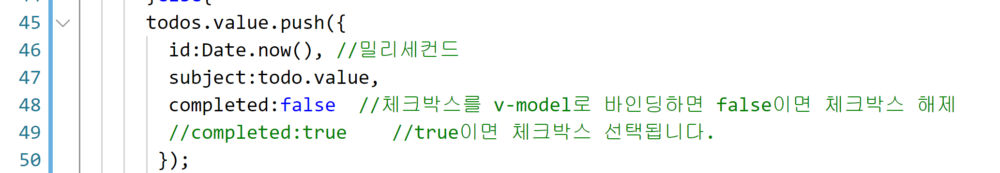 }else{
45 todos.value.push({
46 id:Date.now(), //밀리세컨드
47 subject:todo.value,
48 completed:false //체크박스를 v-model로 바인딩하면 false이면 체크박스 해제
49 //completed:true //true이면 체크박스 선택됩니다.
50 });